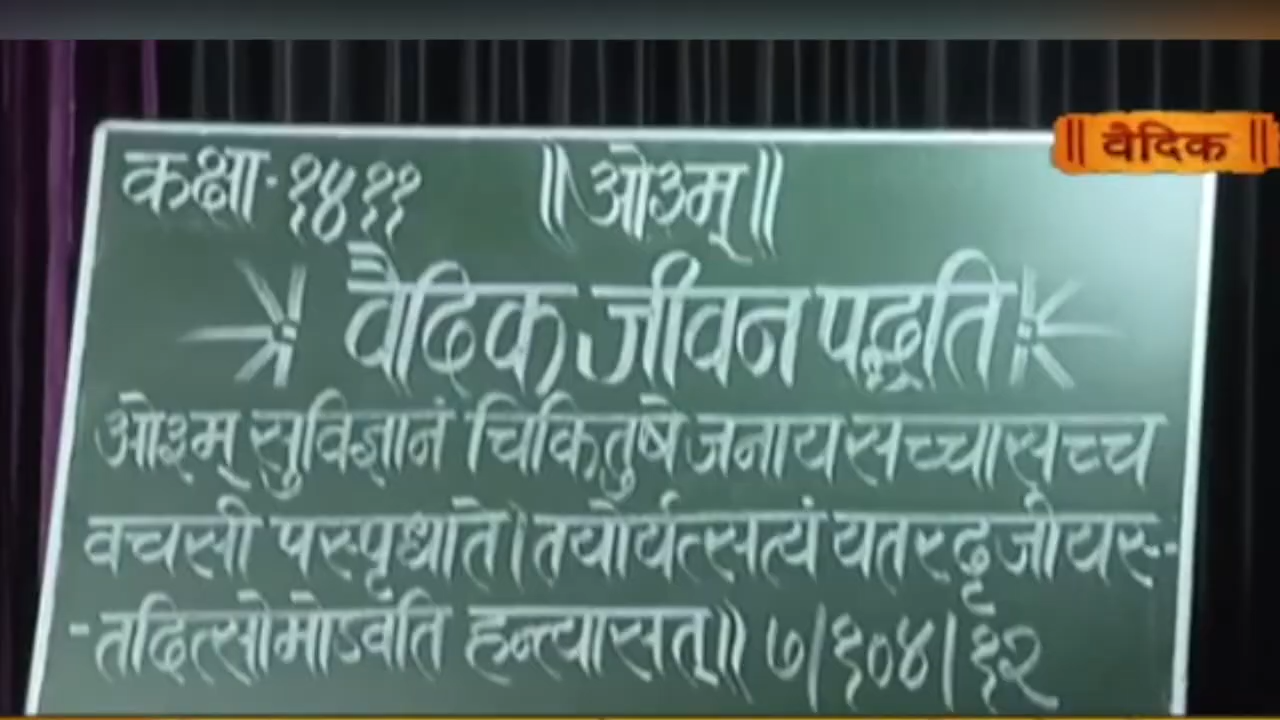 ॥ वैदिक ॥
कक्षा-१५११ ॥ओ३म्॥
वैदिक जीवन पद्धति
ओ३म् सुविज्ञानं चिकितुषे जनाय सच्चासच्च
वचसी पस्पृधाते। तयोर्यत्सत्यं यतरदृजीयस-
-तदित्सोमोऽवति हन्त्यासत्॥ ७/१०४/१२